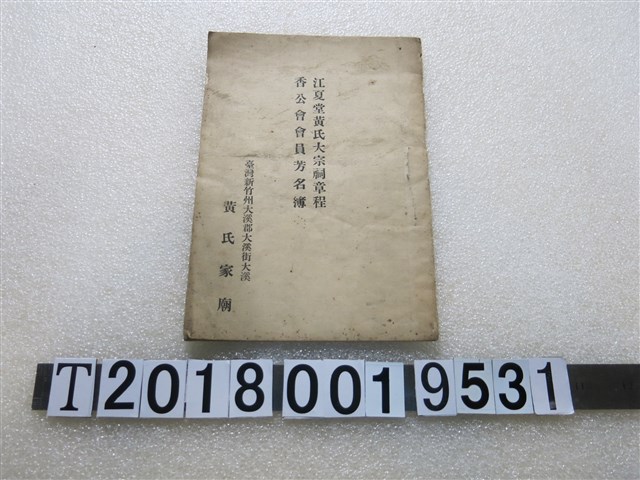 江夏堂黃氏大宗祠章程
香公會會員芳名簿
臺灣新竹州大溪郡大溪街大溪
黃氏家廟
T20180019531